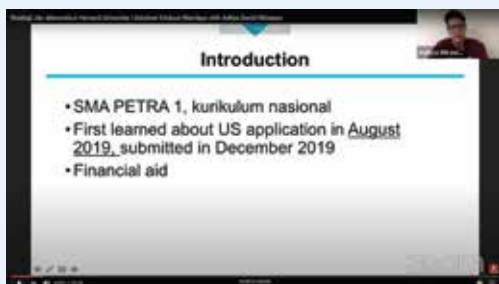 Introduction
• SMA PETRA 1, kurikulum nasional
• First learned about US application in August
2019, submitted in December 2019
• Financial aid